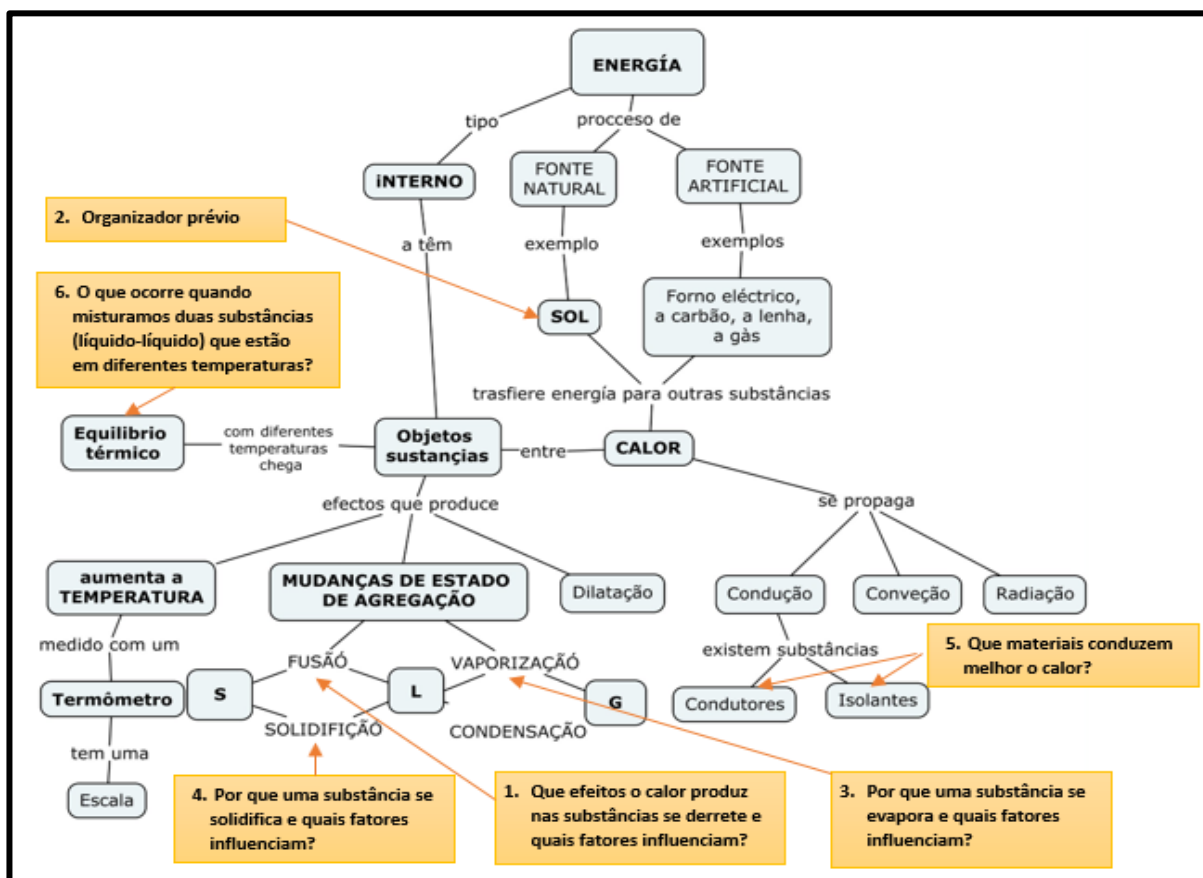 ENERGÍA
tipo
procceso de
iNTERNO
FONTE
NATURAL
FONTE
ARTIFICIAL
2. Organizador prévio
a têm
exemplo
exemplos
6. O que ocorre quando
misturamos duas substâncias
(líquido-líquido) que estão
em diferentes temperaturas?
SOL
Forno eléctrico,
a carbão, a lenha,
a gàs
trasfiere energía para outras substâncias
Equilibrio
térmico
com diferentes
temperaturas
chega
Objetos
sustançias
entre
CALOR
efectos que produce
se propaga
aumenta a
TEMPERATURA
MUDANÇAS DE ESTADO
DE AGREGAÇÃO
Dilatação
Condução
Conveção
Radiação
medido com um
existem substâncias
5. Que materiais conduzem
melhor o calor?
FUSÃÓ
VAPORIZAÇÃÓ
Termômetro
S
L
G
Condutores
Isolantes
SOLIDIFIÇÃO
CONDENSAÇÃO
tem uma
Escala
4. Por que uma substância se
solidifica e quais fatores
influenciam?
1. Que efeitos o calor produz
nas substâncias se derrete e
quais fatores influenciam?
3. Por que uma substância se
evapora e quais fatores
influenciam?